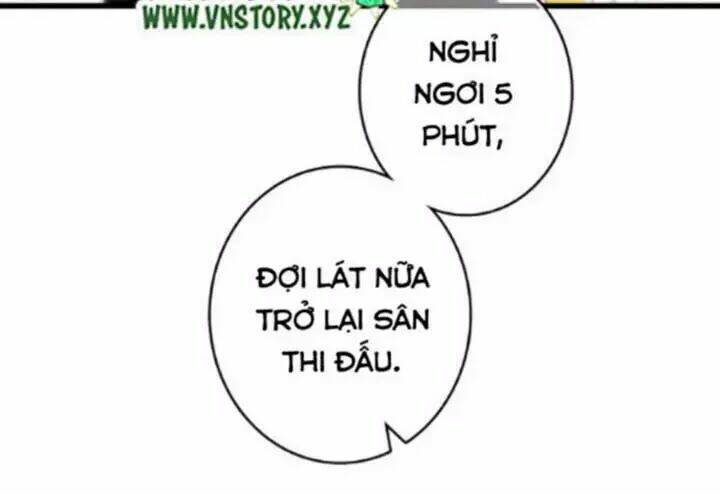 WWW.VNSTORY.XYZ
NGHỈ
NGƠI 5
PHÚT,
ĐỢI LÁT NỮA
TRỞ LẠI SÂN
THI ĐẤU.